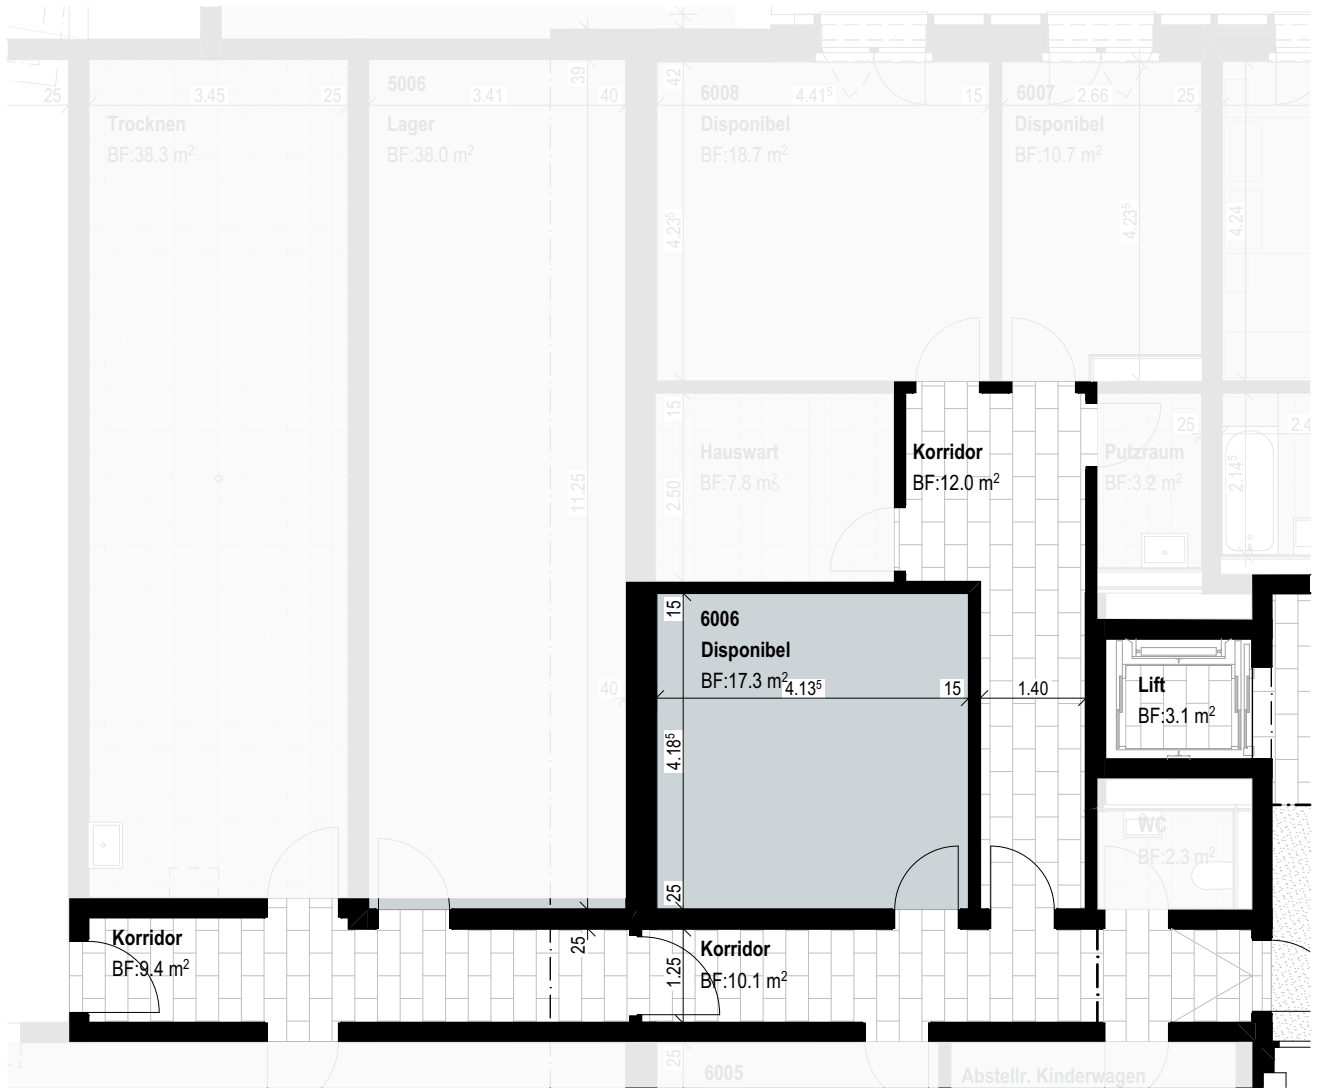 25
3.45
25
5006
3.41
39
40
42
6008
4.41⁵
15
6007
2.66
25
Trocknen
BF:38.3 m²
Lager
BF:38.0 m²
Disponibel
BF:18.7 m²
Disponibel
BF:10.7 m²
4.23⁵
4.23⁵
4.24
15
Hauswart
BF:7.8 m²
2.50
11.25
Korridor
BF:12.0 m²
25
2.4
Putzraum
BF:3.2 m²
2.14⁵
15
6006
Disponibel
BF:17.3 m²
4.13⁵
40
15
1.40
4.18⁵
25
Lift
BF:3.1 m²
WC
BF:2.3 m²
Korridor
BF:9.4 m²
25
Korridor
BF:10.1 m²
1.25
25
6005
Abstellr. Kinderwagen